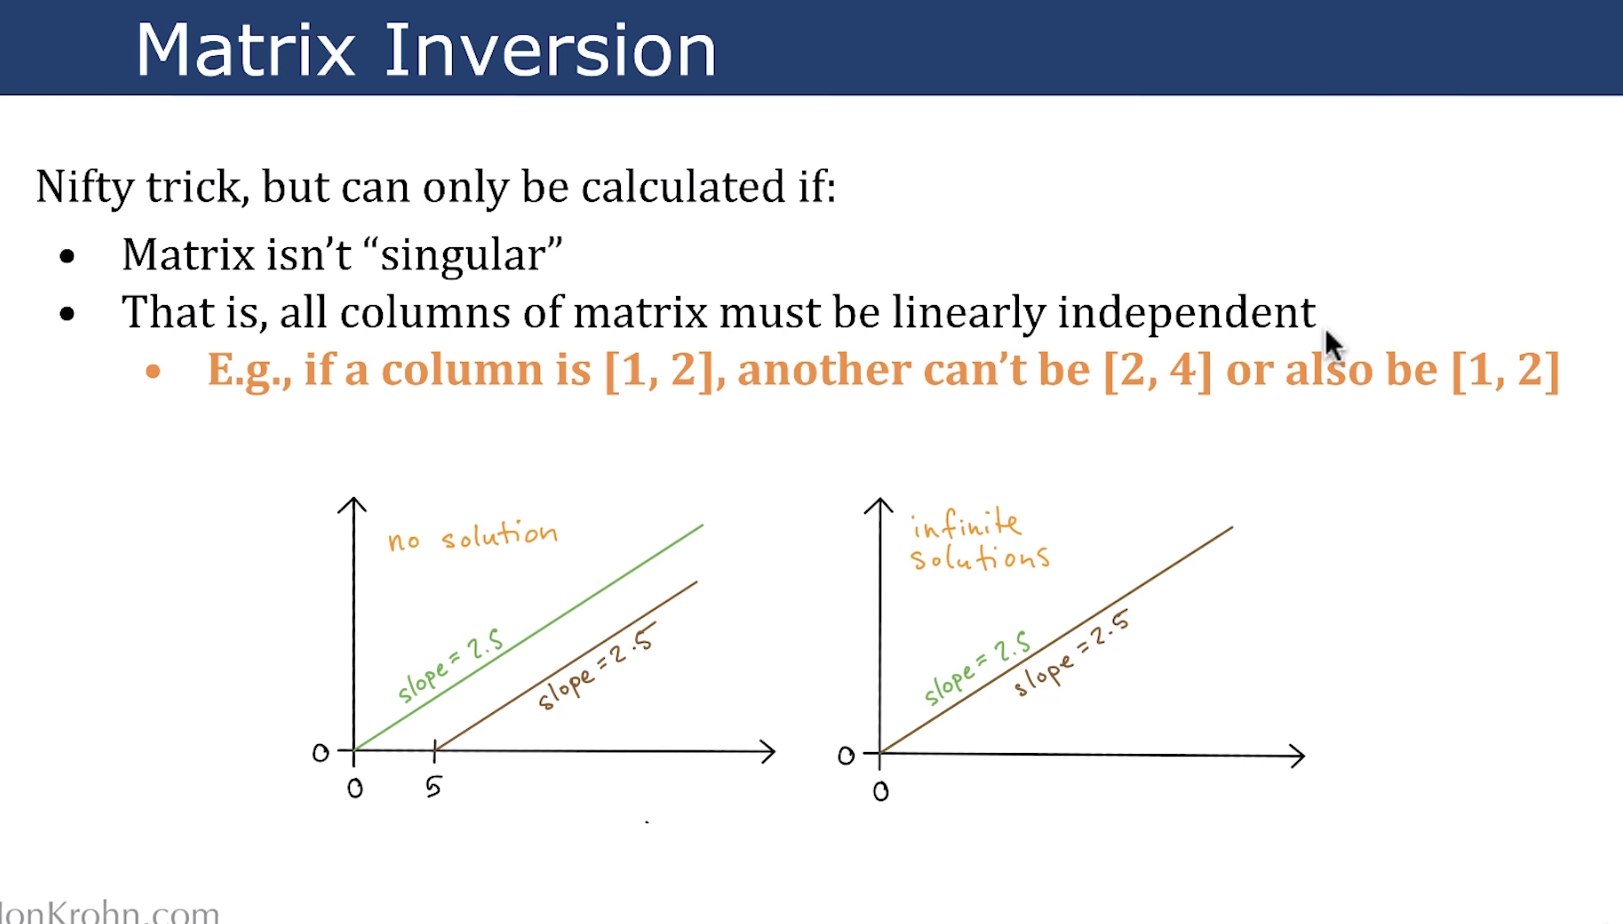 Matrix Inversion
Nifty trick, but can only be calculated if:
• Matrix isn’t “singular”
• That is, all columns of matrix must be linearly independent
• E.g., if a column is [1, 2], another can’t be [2, 4] or also be [1, 2]
no solution
slope = 2.5
slope = 2.5
0
0
5
infinite
solutions
slope = 2.5
slope = 2.5
0
0
JonKrohn.com